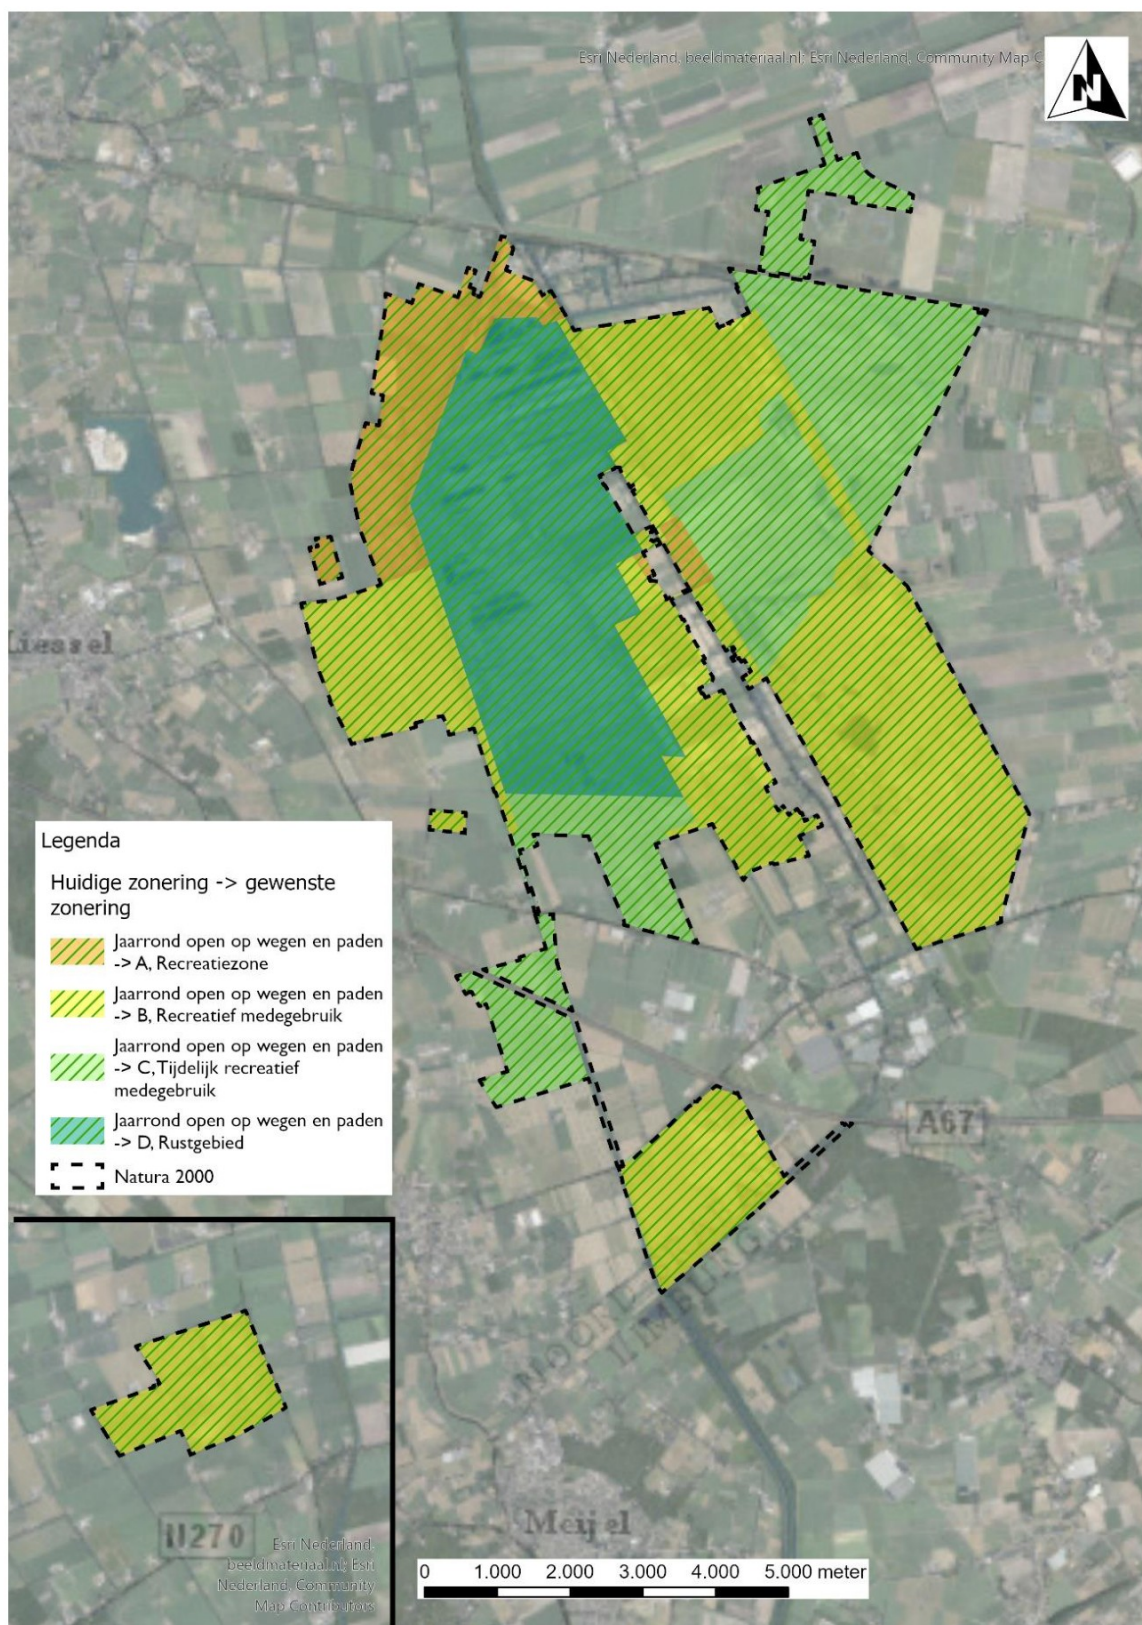 Esri Nederland, beeldmateriaal.nl; Esri Nederland, Community Map C
N
Liessel
Legenda
Huidige zonering -> gewenste
zonering
Jaarrond open op wegen en paden
-> A, Recreatiezone
Jaarrond open op wegen en paden
-> B, Recreatief medegebruik
Jaarrond open op wegen en paden
-> C, Tijdelijk recreatief
medegebruik
Jaarrond open op wegen en paden
-> D, Rustgebied
Natura 2000
A67
N270
Meijel
Esri Nederland,
beeldmateriaal.nl; Esri
Nederland, Community
Map Contributors
0 1.000 2.000 3.000 4.000 5.000 meter